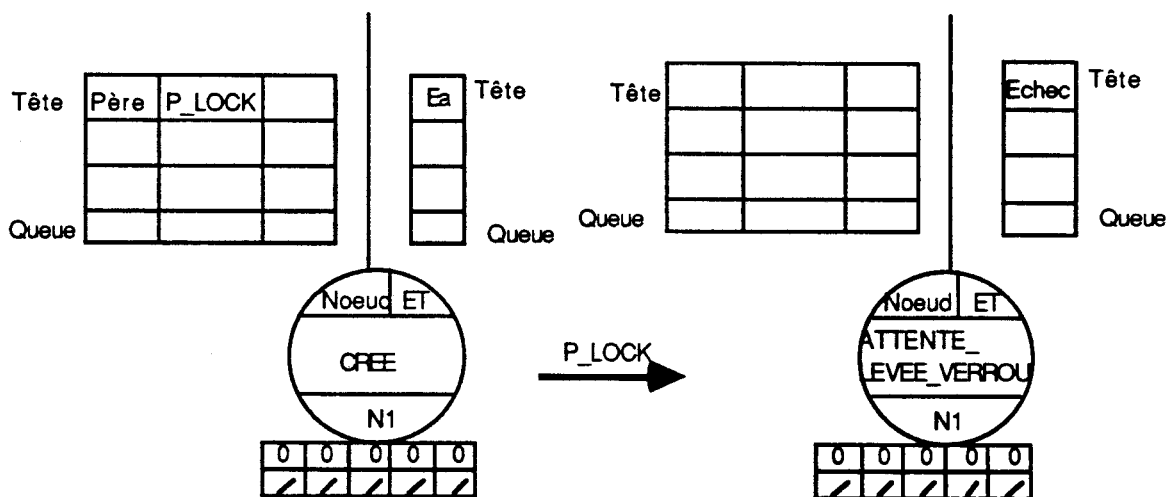 Tête Père P_LOCK Ea Tête
Queue Queue
Noeud ET
CREE
N1
0 0 0 0 0
P_LOCK
Tête Echec Tête
Queue Queue
Noeud ET
ATTENTE_
LEVEE_VERROU
N1
0 0 0 0 0